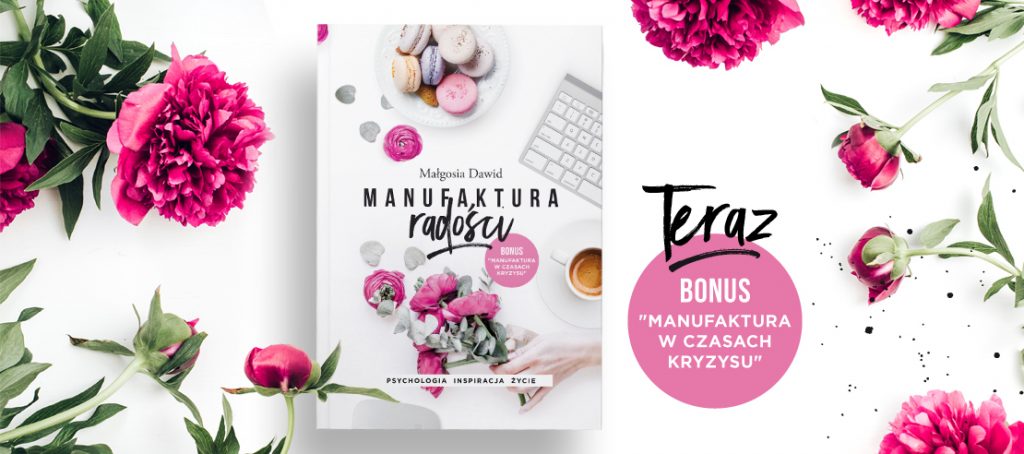 Małgosia Dawid
MANUFAKTURA
radości
BONUS
"MANUFAKTURA
W CZASACH
KRYZYSU"
PSYCHOLOGIA INSPIRACJA ŻYCIE
Teraz
BONUS
"MANUFAKTURA
W CZASACH
KRYZYSU"